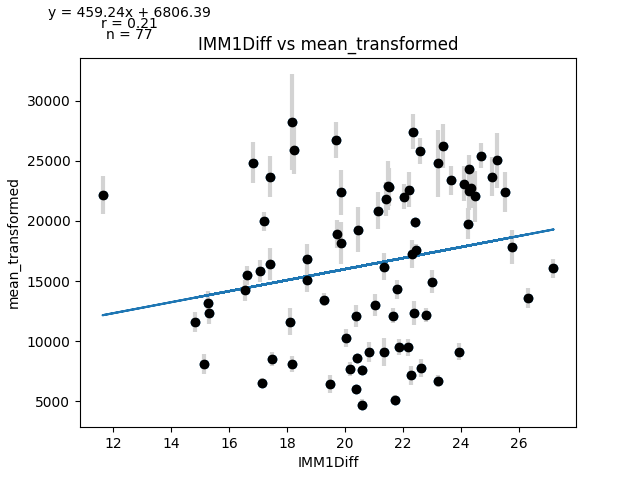 y = 459.24x + 6806.39
r = 0.21
n = 77
IMM1Diff vs mean_transformed
30000
25000
20000
15000
10000
5000
mean_transformed
12 14 16 18 20 22 24 26
IMM1Diff